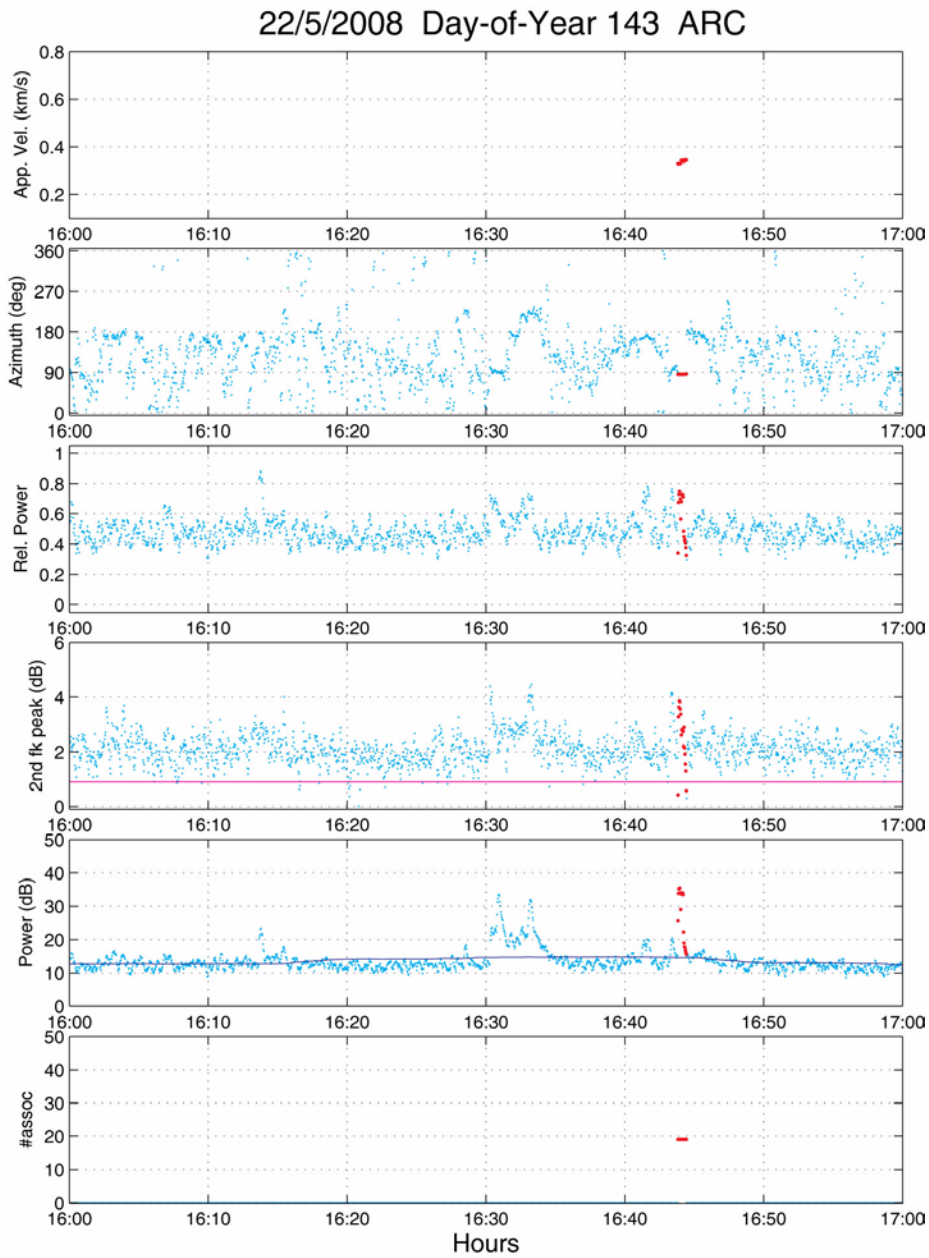 22/5/2008 Day-of-Year 143 ARC
App. Vel. (km/s)
0.8
0.6
0.4
0.2
16:00 16:10 16:20 16:30 16:40 16:50 17:00
Azimuth (deg)
360
270
180
90
0
16:00 16:10 16:20 16:30 16:40 16:50 17:00
Rel. Power
1
0.8
0.6
0.4
0.2
0
16:00 16:10 16:20 16:30 16:40 16:50 17:00
2nd fk peak (dB)
6
4
2
0
16:00 16:10 16:20 16:30 16:40 16:50 17:00
Power (dB)
50
40
30
20
10
0
16:00 16:10 16:20 16:30 16:40 16:50 17:00
#assoc
50
40
30
20
10
0
16:00 16:10 16:20 16:30 16:40 16:50 17:00
Hours